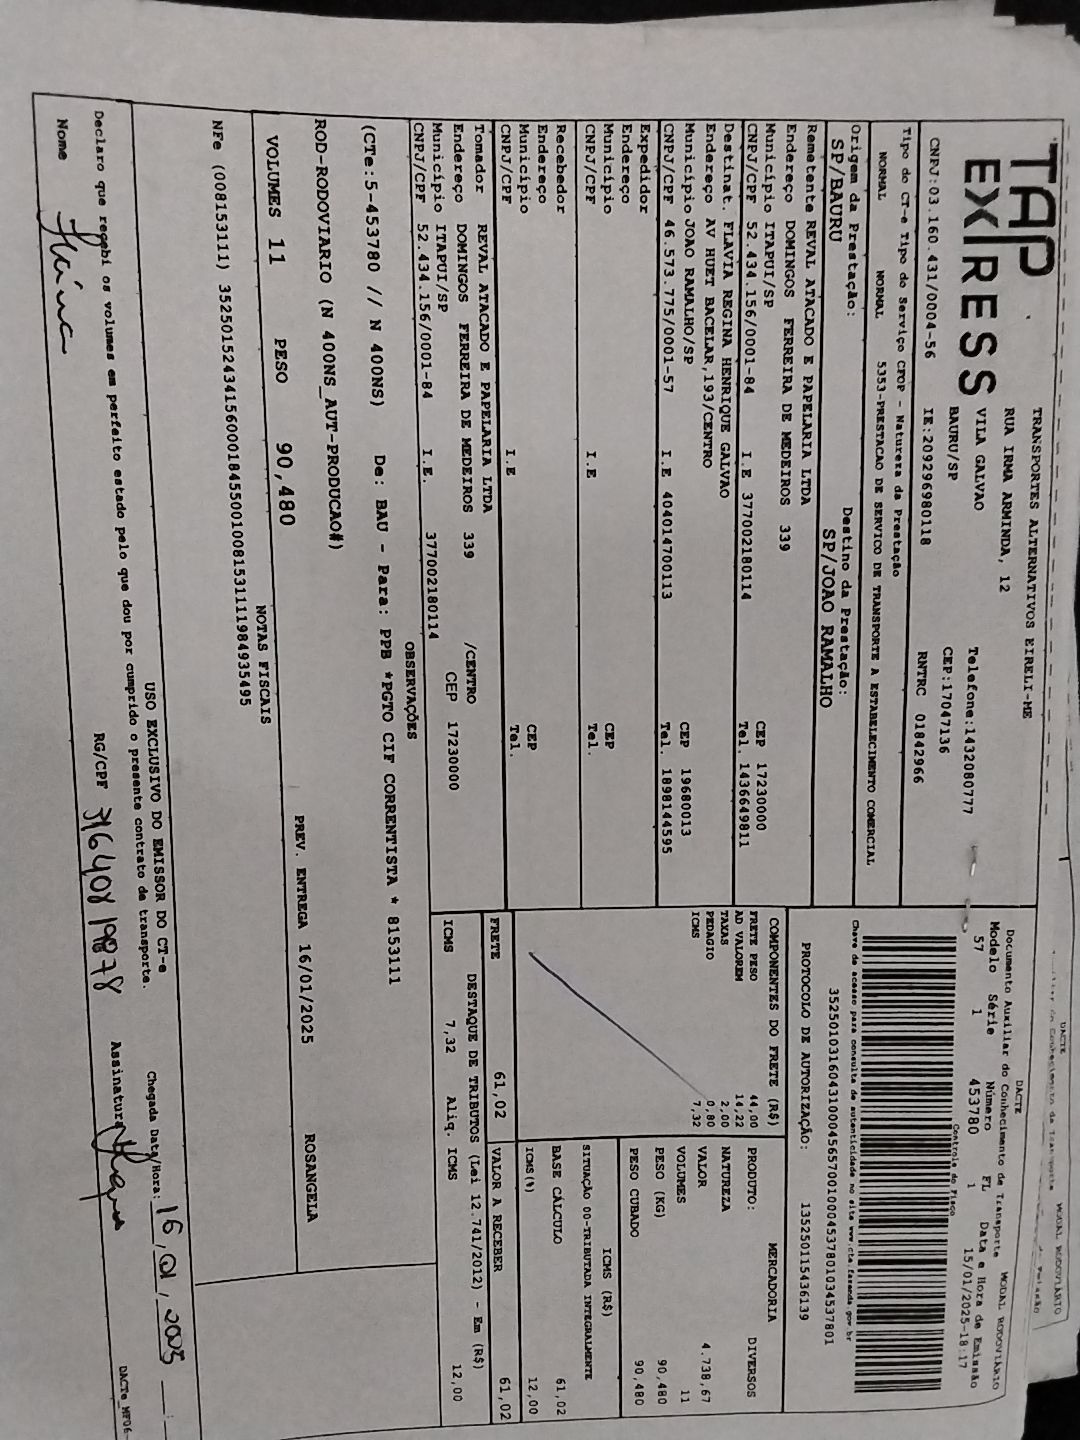 TAP
EXPRESS
TRANSPORTES ALTERNATIVOS EIRELI-ME
RUA IRMA ARMINDA, 12
VILA GALVAO Telefone:1432080777
BAURU/SP CEP:17047136
CNPJ:03.160.431/0004-56 IE:209296980118 RNTRC 01842966
DACTE MODAL RODOVIÁRIO
DACTE
Documento Auxiliar do Conhecimento de Transporte MODAL RODOVIÁRIO
Modelo Série Número FL Data e Hora de Emissão
57 1 453780 1 15/01/2025-18:17
Controle do Fisco
Chave de acesso para consulta de autenticidade no site www.cte.fazenda.gov.br
35250103160431000456570010004537801034537801
PROTOCOLO DE AUTORIZAÇÃO: 135250115436139
Tipo do CT-e Tipo do Serviço CFOP - Natureza da Prestação
NORMAL NORMAL 5353-PRESTACAO DE SERVICO DE TRANSPORTE A ESTABELECIMENTO COMERCIAL
Origem da Prestação: Destino da Prestação:
SP/BAURU SP/JOAO RAMALHO
Remetente REVAL ATACADO E PAPELARIA LTDA
Endereço DOMINGOS FERREIRA DE MEDEIROS 339
Município ITAPUI/SP CEP 17230000
CNPJ/CPF 52.434.156/0001-84 I.E 377002180114 Tel. 1436649811
Destinat. FLAVIA REGINA HENRIQUE GALVAO
Endereço AV HUET BACELAR,193/CENTRO
Município JOAO RAMALHO/SP CEP 19680013
CNPJ/CPF 46.573.775/0001-57 I.E 404014700113 Tel. 1898144595
Expedidor
Endereço
Município CEP
CNPJ/CPF I.E Tel.
Recebedor
Endereço
Município CEP
CNPJ/CPF I.E Tel.
Tomador REVAL ATACADO E PAPELARIA LTDA
Endereço DOMINGOS FERREIRA DE MEDEIROS 339 /CENTRO
Município ITAPUI/SP CEP 17230000
CNPJ/CPF 52.434.156/0001-84 I.E. 377002180114
COMPONENTES DO FRETE (R$)
FRETE PESO 44,00
AD VALOREM 14,22
TAXAS 2,00
PEDAGIO 0,80
ICMS 7,32
MERCADORIA
PRODUTO: DIVERSOS
NATUREZA
VALOR 4.738,67
VOLUMES 11
PESO (KG) 90,480
PESO CUBADO 90,480
ICMS (R$)
SITUAÇÃO 00-TRIBUTADA INTEGRALMENTE
BASE CÁLCULO 61,02
ICMS(%) 12,00
FRETE 61,02 VALOR A RECEBER 61,02
DESTAQUE DE TRIBUTOS (Lei 12.741/2012) - Em (R$)
ICMS 7,32 Aliq. ICMS 12,00
OBSERVAÇÕES
(CTe:5-453780 // N 400NS) De: BAU - Para: PPB *PGTO CIF CORRENTISTA * 8153111
ROD-RODOVIARIO (N 400NS_AUT-PRODUCAO#)
VOLUMES 11 PESO 90,480 PREV. ENTREGA 16/01/2025 ROSANGELA
NOTAS FISCAIS
NFe (008153111) 35250152434156000184550010081531111984935495
USO EXCLUSIVO DO EMISSOR DO CT-e
Declaro que recebi os volumes em perfeito estado pelo que dou por cumprido o presente contrato de transporte.
Chegada Data/Hora: 16,01,2025
Nome RG/CPF 31640819878 Assinatura
DACTe_MF06-